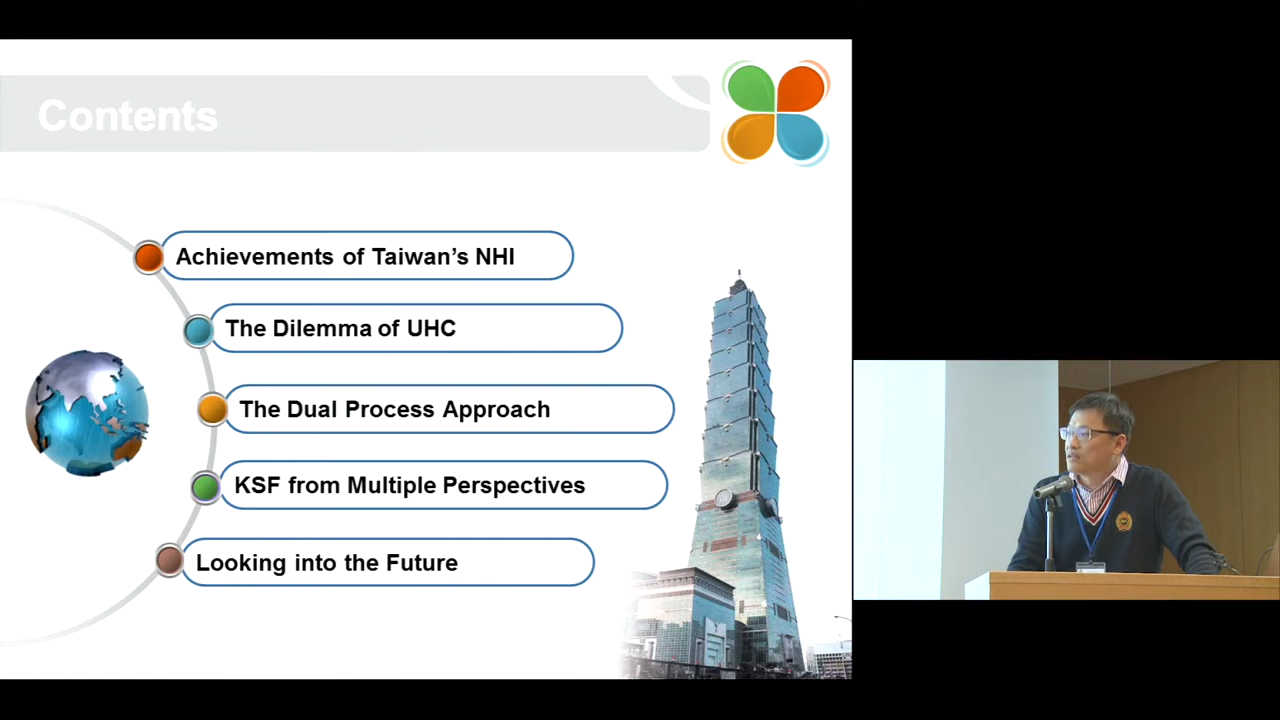 Contents
Achievements of Taiwan’s NHI
The Dilemma of UHC
The Dual Process Approach
KSF from Multiple Perspectives
Looking into the Future